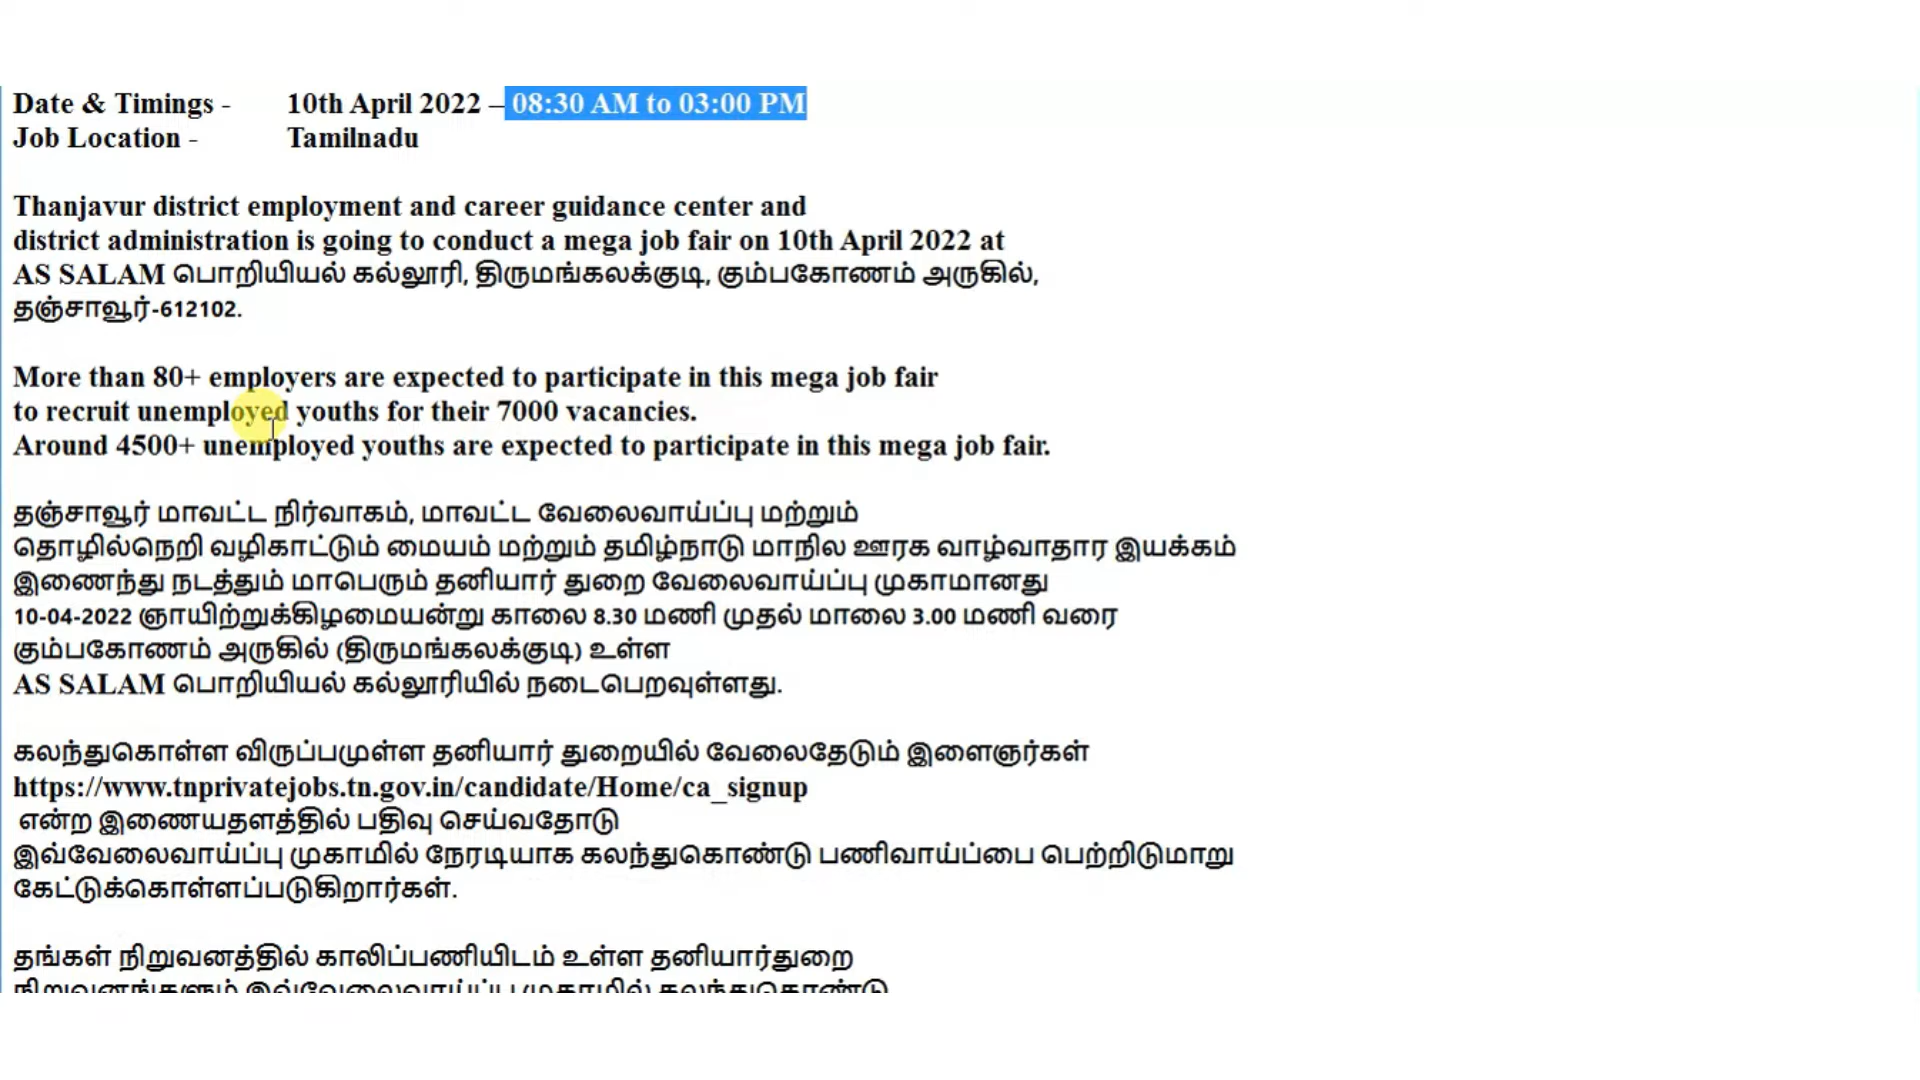 Date & Timings - 10th April 2022 – 08:30 AM to 03:00 PM
Job Location - Tamilnadu
Thanjavur district employment and career guidance center and
district administration is going to conduct a mega job fair on 10th April 2022 at
AS SALAM பொறியியல் கல்லூரி, திருமங்கலக்குடி, கும்பகோணம் அருகில்,
தஞ்சாவூர்-612102.
More than 80+ employers are expected to participate in this mega job fair
to recruit unemployed youths for their 7000 vacancies.
Around 4500+ unemployed youths are expected to participate in this mega job fair.
தஞ்சாவூர் மாவட்ட நிர்வாகம், மாவட்ட வேலைவாய்ப்பு மற்றும்
தொழில்நெறி வழிகாட்டும் மையம் மற்றும் தமிழ்நாடு மாநில ஊரக வாழ்வாதார இயக்கம்
இணைந்து நடத்தும் மாபெரும் தனியார் துறை வேலைவாய்ப்பு முகாமானது
10-04-2022 ஞாயிற்றுக்கிழமையன்று காலை 8.30 மணி முதல் மாலை 3.00 மணி வரை
கும்பகோணம் அருகில் (திருமங்கலக்குடி) உள்ள
AS SALAM பொறியியல் கல்லூரியில் நடைபெறவுள்ளது.
கலந்துகொள்ள விருப்பமுள்ள தனியார் துறையில் வேலைதேடும் இளைஞர்கள்
https://www.tnprivatejobs.tn.gov.in/candidate/Home/ca_signup
என்ற இணையதளத்தில் பதிவு செய்வதோடு
இவ்வேலைவாய்ப்பு முகாமில் நேரடியாக கலந்துகொண்டு பணிவாய்ப்பை பெற்றிடுமாறு
கேட்டுக்கொள்ளப்படுகிறார்கள்.
தங்கள் நிறுவனத்தில் காலிப்பணியிடம் உள்ள தனியார்துறை
நிறுவனங்களும் இவ்வேலைவாய்ப்பு முகாமில் கலந்துகொண்டு